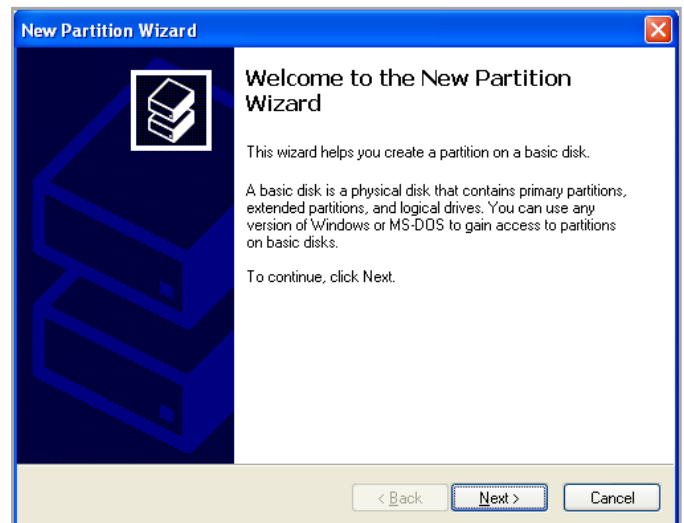 New Partition Wizard
Welcome to the New Partition
Wizard
This wizard helps you create a partition on a basic disk.
A basic disk is a physical disk that contains primary partitions,
extended partitions, and logical drives. You can use any
version of Windows or MS-DOS to gain access to partitions
on basic disks.
To continue, click Next.
< Back Next > Cancel